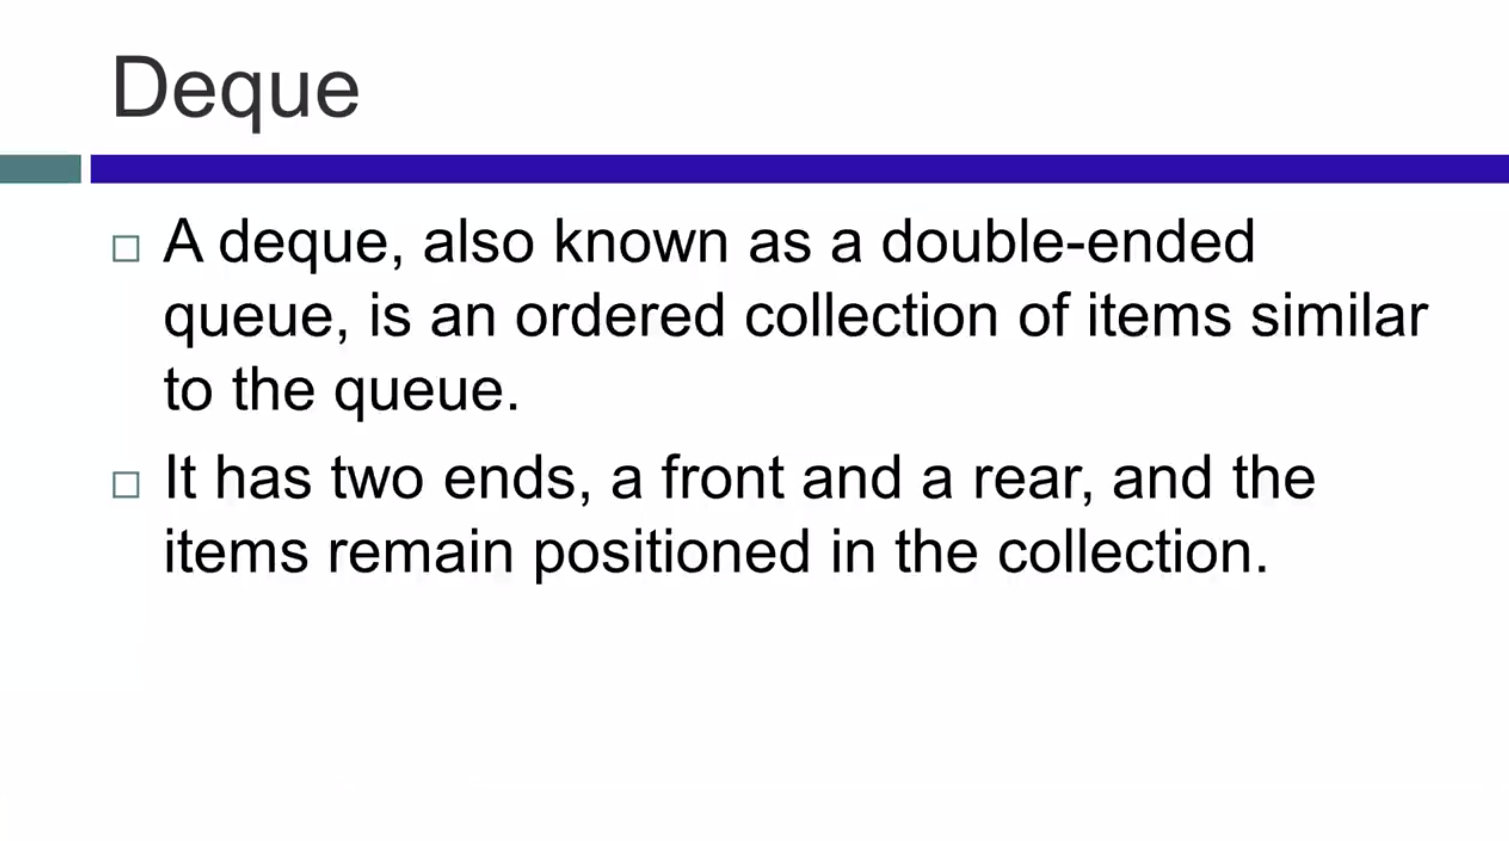 Deque
A deque, also known as a double-ended
queue, is an ordered collection of items similar
to the queue.
It has two ends, a front and a rear, and the
items remain positioned in the collection.